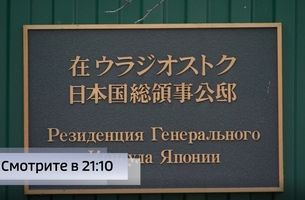 在ウラジオストク
日本国総領事公邸
Резиденция Генерального
Японии
Смотрите в 21:10